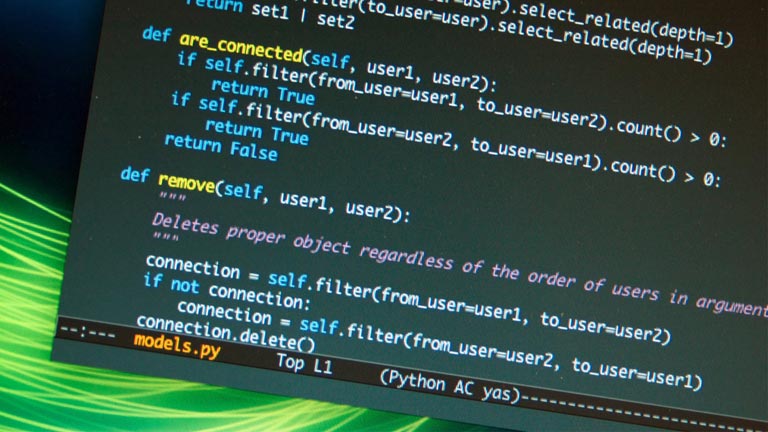 user).select_related(depth=1)
return set1 | set2
filter(to_user=user).select_related(depth=1)
def are_connected(self, user1, user2):
if self.filter(from_user=user1, to_user=user2).count() > 0:
return True
if self.filter(from_user=user2, to_user=user1).count() > 0:
return True
return False
def remove(self, user1, user2):
"""
Deletes proper object regardless of the order of users in argument
"""
connection = self.filter(from_user=user1, to_user=user2)
if not connection:
connection = self.filter(from_user=user2, to_user=user1)
connection.delete()
--:--- models.py Top L1 (Python AC yas)